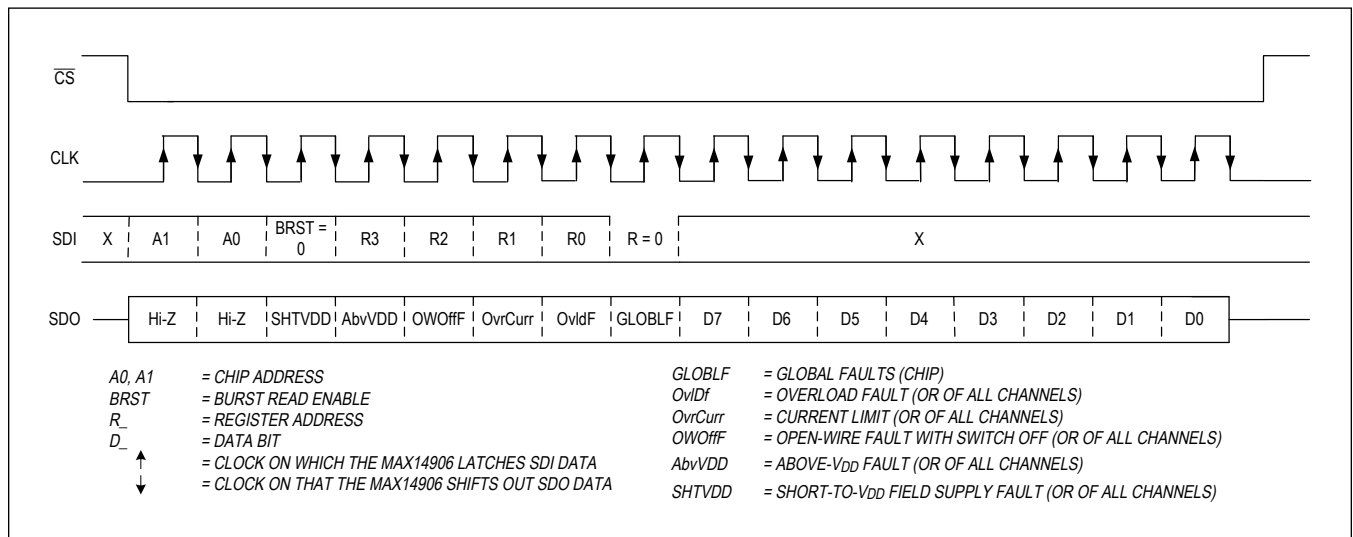 CS
CLK
SDI X A1 A0 BRST = 0 R3 R2 R1 R0 R = 0 X
SDO Hi-Z Hi-Z SHTVDD AbvVDD OWOffF OvrCurr OvldF GLOBLF D7 D6 D5 D4 D3 D2 D1 D0
A0, A1 = CHIP ADDRESS
BRST = BURST READ ENABLE
R_ = REGISTER ADDRESS
D_ = DATA BIT
↑ = CLOCK ON WHICH THE MAX14906 LATCHES SDI DATA
↓ = CLOCK ON THAT THE MAX14906 SHIFTS OUT SDO DATA
GLOBLF = GLOBAL FAULTS (CHIP)
OvlDf = OVERLOAD FAULT (OR OF ALL CHANNELS)
OvrCurr = CURRENT LIMIT (OR OF ALL CHANNELS)
OWOffF = OPEN-WIRE FAULT WITH SWITCH OFF (OR OF ALL CHANNELS)
AbvVDD = ABOVE-VDD FAULT (OR OF ALL CHANNELS)
SHTVDD = SHORT-TO-VDD FIELD SUPPLY FAULT (OR OF ALL CHANNELS)